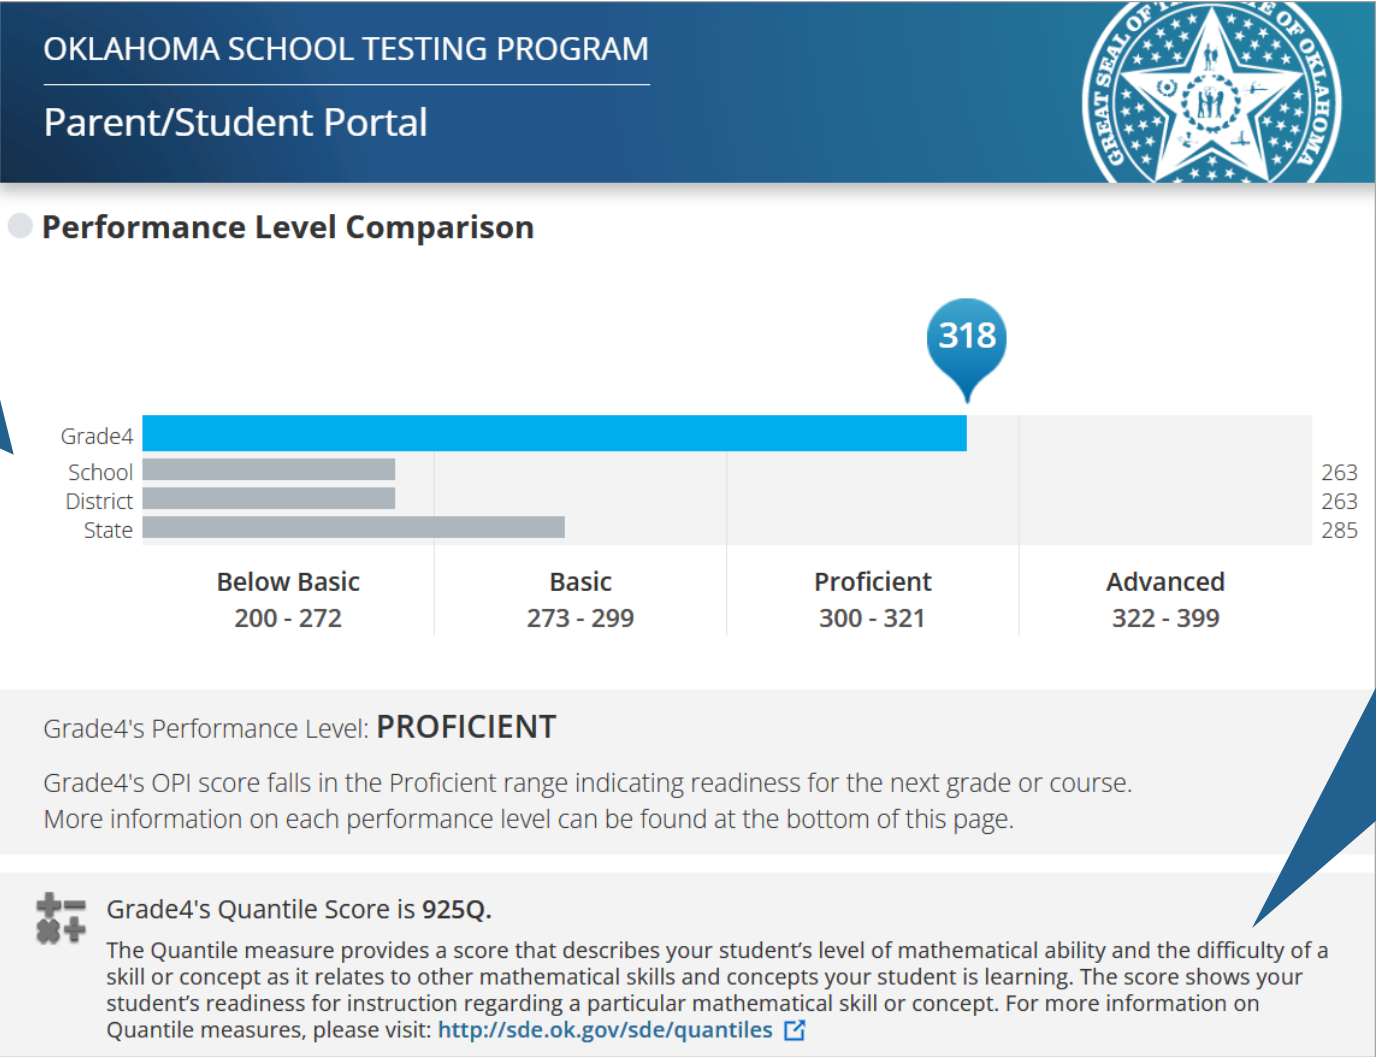 OKLAHOMA SCHOOL TESTING PROGRAM
Parent/Student Portal
GREAT SEAL OF THE OF OKLAHOMA
Performance Level Comparison
318
Grade4
School 263
District 263
State 285
Below Basic Basic Proficient Advanced
200 - 272 273 - 299 300 - 321 322 - 399
Grade4's Performance Level: PROFICIENT
Grade4's OPI score falls in the Proficient range indicating readiness for the next grade or course.
More information on each performance level can be found at the bottom of this page.
Grade4's Quantile Score is 925Q.
The Quantile measure provides a score that describes your student’s level of mathematical ability and the difficulty of a
skill or concept as it relates to other mathematical skills and concepts your student is learning. The score shows your
student’s readiness for instruction regarding a particular mathematical skill or concept. For more information on
Quantile measures, please visit: http://sde.ok.gov/sde/quantiles